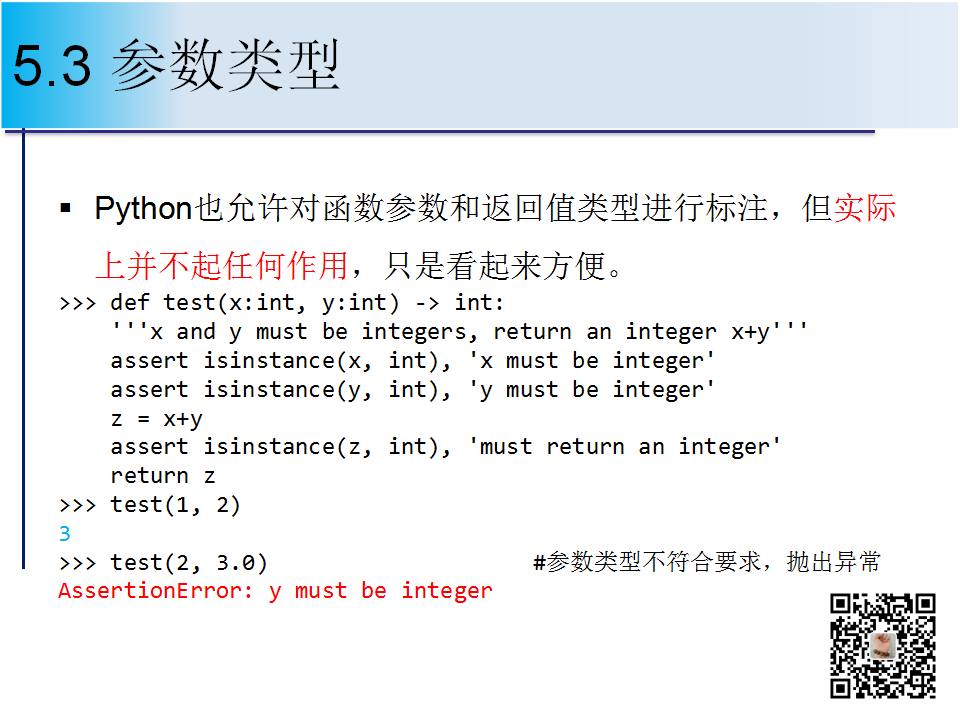 5.3 参数类型
▪ Python也允许对函数参数和返回值类型进行标注，但实际
上并不起任何作用，只是看起来方便。
>>> def test(x:int, y:int) -> int:
    '''x and y must be integers, return an integer x+y'''
    assert isinstance(x, int), 'x must be integer'
    assert isinstance(y, int), 'y must be integer'
    z = x+y
    assert isinstance(z, int), 'must return an integer'
    return z
>>> test(1, 2)
3
>>> test(2, 3.0)                    #参数类型不符合要求，抛出异常
AssertionError: y must be integer